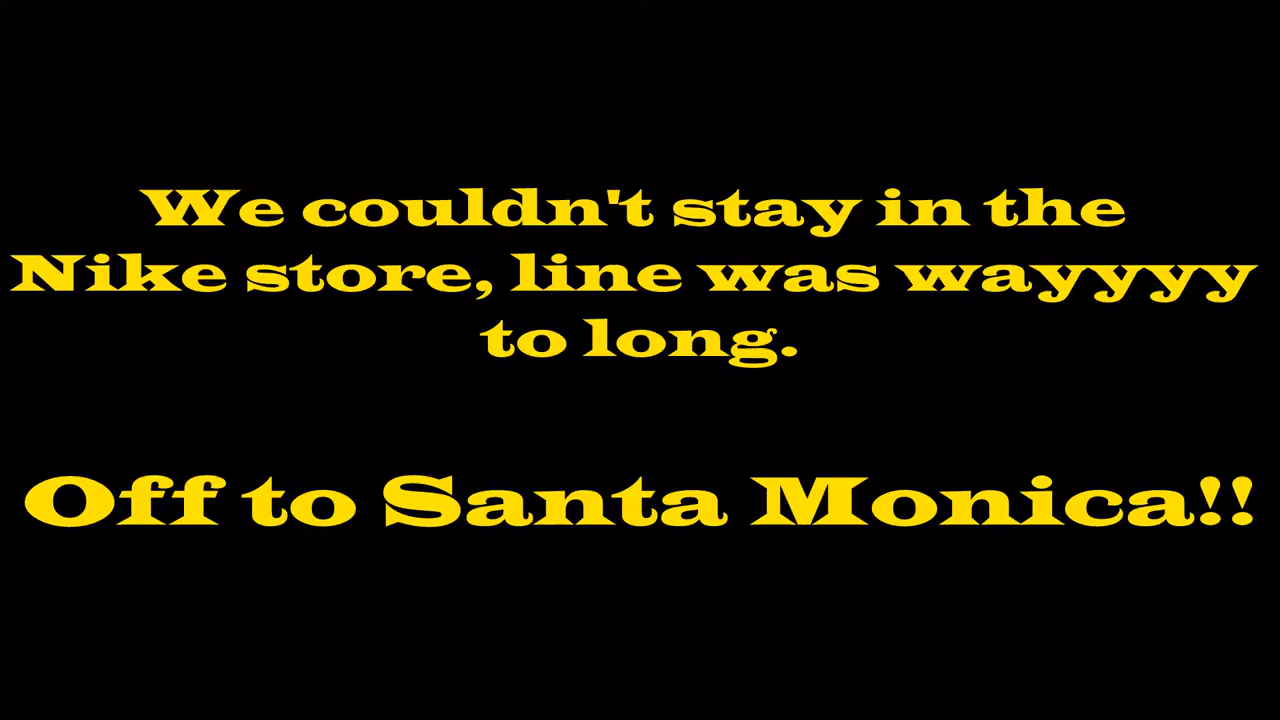 We couldn't stay in the
Nike store, line was wayyyy
to long.
Off to Santa Monica!!